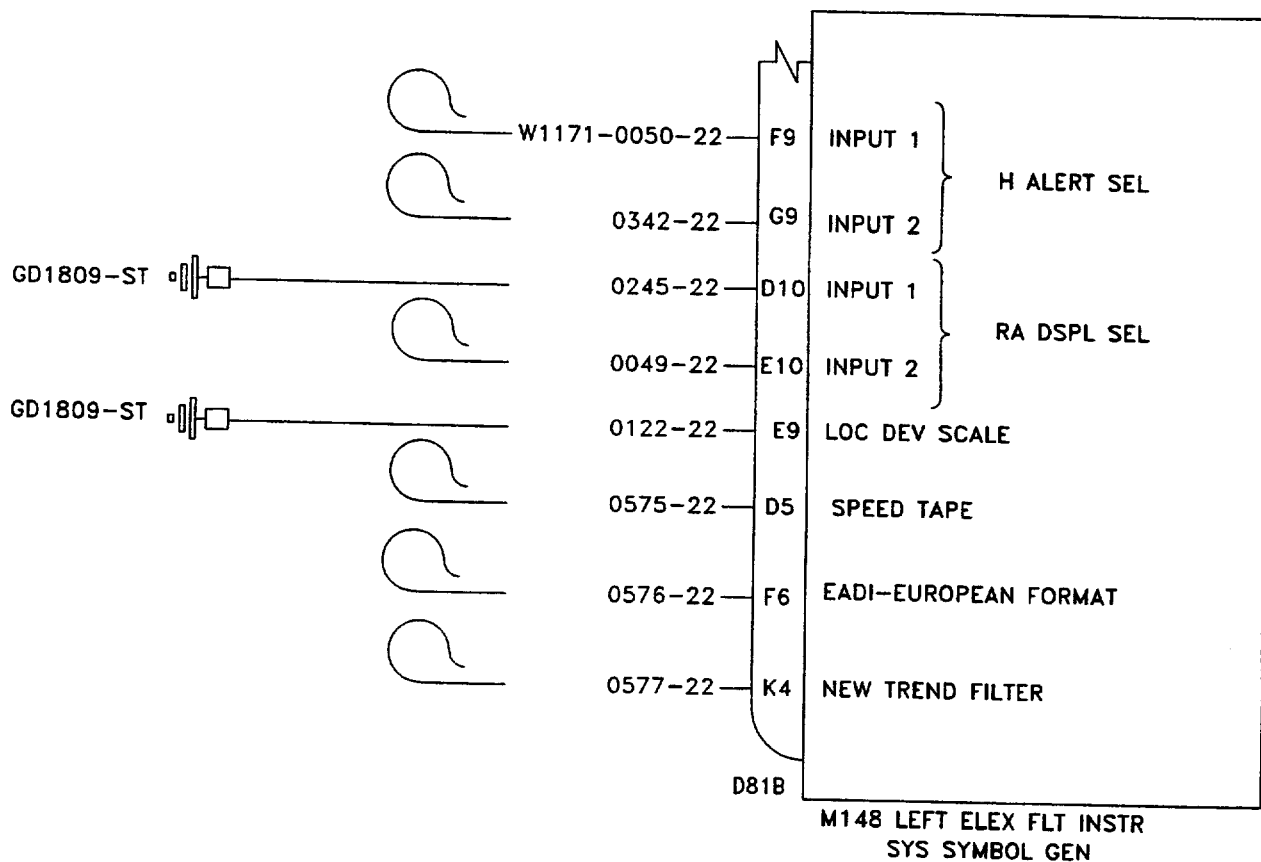 W1171-0050-22 F9 INPUT 1
H ALERT SEL
0342-22 G9 INPUT 2
GD1809-ST 0245-22 D10 INPUT 1
RA DSPL SEL
0049-22 E10 INPUT 2
GD1809-ST 0122-22 E9 LOC DEV SCALE
0575-22 D5 SPEED TAPE
0576-22 F6 EADI-EUROPEAN FORMAT
0577-22 K4 NEW TREND FILTER
D81B
M148 LEFT ELEX FLT INSTR
SYS SYMBOL GEN